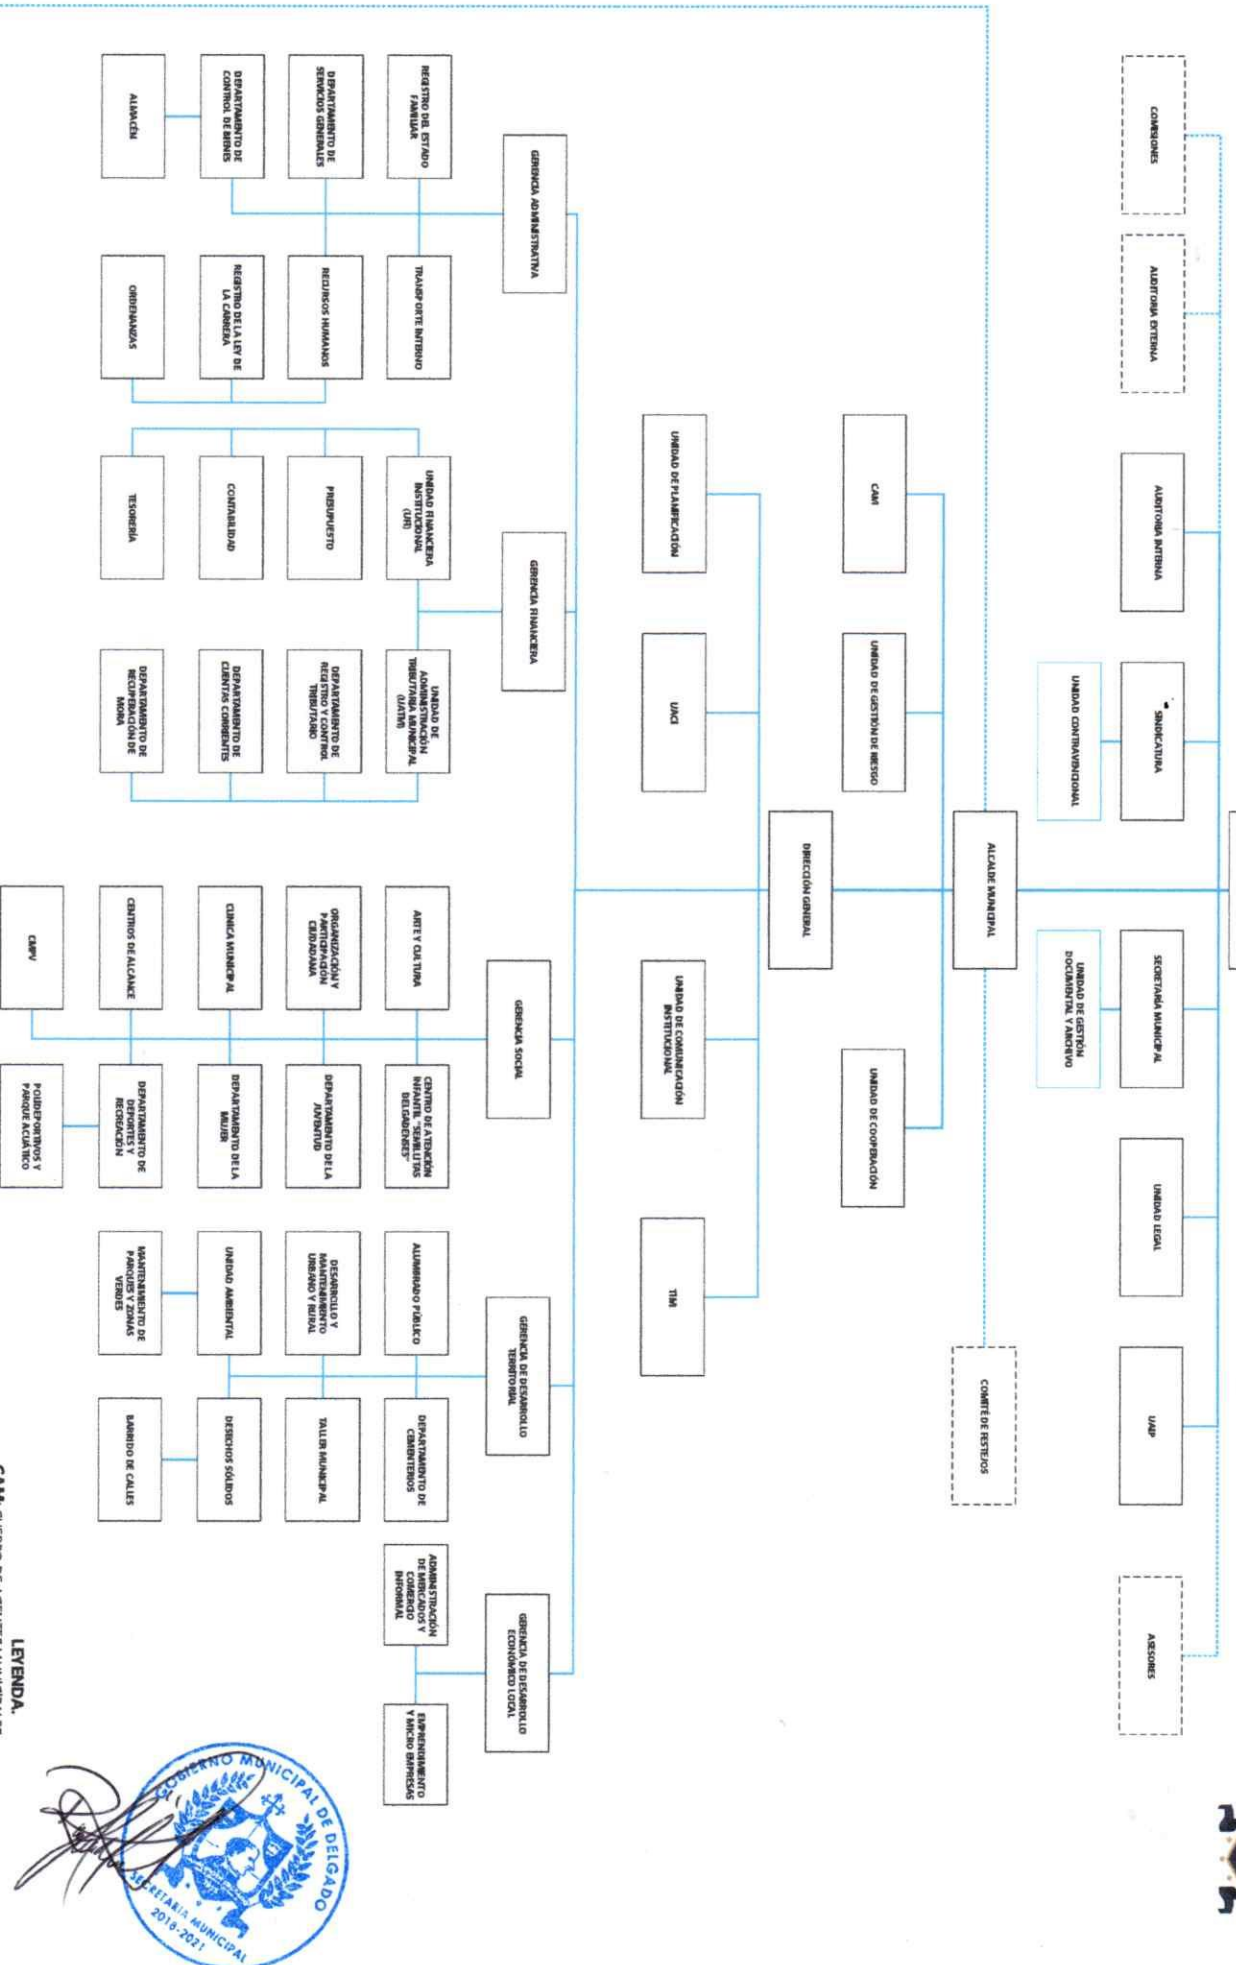 COMISIONES
AUDITORIA EXTERNA
AUDITORIA INTERNA
SINDICATURA
UNIDAD CONTRAVENCIONAL
SECRETARÍA MUNICIPAL
UNIDAD DE GESTIÓN
DOCUMENTAL Y ARCHIVO
UNIDAD LEGAL
UAIP
ASESORES
ALCALDE MUNICIPAL
COMITÉ DE FESTEJOS
CAM
UNIDAD DE GESTIÓN DE RIESGO
UNIDAD DE COOPERACIÓN
DIRECCIÓN GENERAL
UNIDAD DE PLANIFICACIÓN
UACI
UNIDAD DE COMUNICACIÓN
INSTITUCIONAL
TIM
GERENCIA ADMINISTRATIVA
REGISTRO DEL ESTADO
FAMILIAR
TRANSPORTE INTERNO
DEPARTAMENTO DE
SERVICIOS GENERALES
RECURSOS HUMANOS
DEPARTAMENTO DE
CONTROL DE BIENES
REGISTRO DE LA LEY DE
LA CARRERA
ALMACÉN
ORDENANZAS
GERENCIA FINANCIERA
UNIDAD FINANCIERA
INSTITUCIONAL
(UFI)
UNIDAD DE
ADMINISTRACIÓN
TRIBUTARIA MUNICIPAL
(UATM)
PRESUPUESTO
DEPARTAMENTO DE
REGISTRO Y CONTROL
TRIBUTARIO
CONTABILIDAD
DEPARTAMENTO DE
CUENTAS CORRIENTES
TESORERÍA
DEPARTAMENTO DE
RECUPERACIÓN DE
MORA
GERENCIA SOCIAL
ARTE Y CULTURA
CENTRO DE ATENCIÓN
INFANTIL "SEMILLITAS
DELGADENSES"
ORGANIZACIÓN Y
PARTICIPACIÓN
CIUDADANA
DEPARTAMENTO DE LA
JUVENTUD
CLINICA MUNICIPAL
DEPARTAMENTO DE LA
MUJER
CENTROS DE ALCANCE
DEPARTAMENTO DE
DEPORTES Y
RECREACIÓN
CMPV
POLIDEPORTIVOS Y
PARQUE ACUÁTICO
GERENCIA DE DESARROLLO
TERRITORIAL
ALUMBRADO PÚBLICO
DEPARTAMENTO DE
CEMENTERIOS
DESARROLLO Y
MANTENIMIENTO
URBANO Y RURAL
TALLER MUNICIPAL
UNIDAD AMBIENTAL
DESECHOS SÓLIDOS
MANTENIMIENTO DE
PARQUES Y ZONAS
VERDES
BARRIDO DE CALLES
GERENCIA DE DESARROLLO
ECONÓMICO LOCAL
ADMINISTRACIÓN
DE MERCADOS Y
COMERCIO
INFORMAL
EMPRENDIMIENTO
Y MICRO EMPRESAS
LEYENDA.
CAM: CUERPO DE AGENTES MUNICIPALES
GOBIERNO MUNICIPAL DE DELGADO
SECRETARIA MUNICIPAL
2018-2021